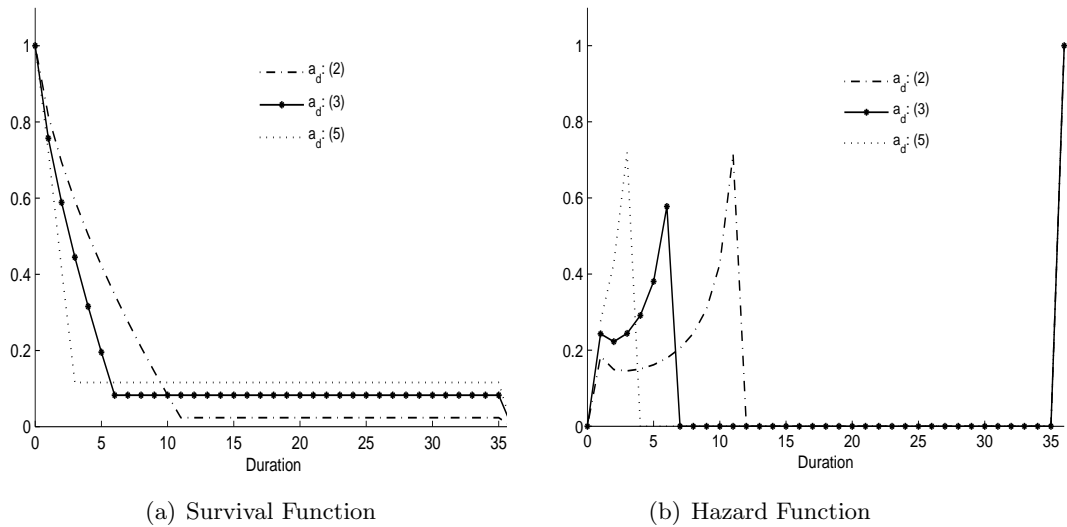 1
0.8
0.6
0.4
0.2
0
0 5 10 15 20 25 30 35
Duration
a_d: (2)
a_d: (3)
a_d: (5)
(a) Survival Function
1
0.8
0.6
0.4
0.2
0
0 5 10 15 20 25 30 35
Duration
a_d: (2)
a_d: (3)
a_d: (5)
(b) Hazard Function